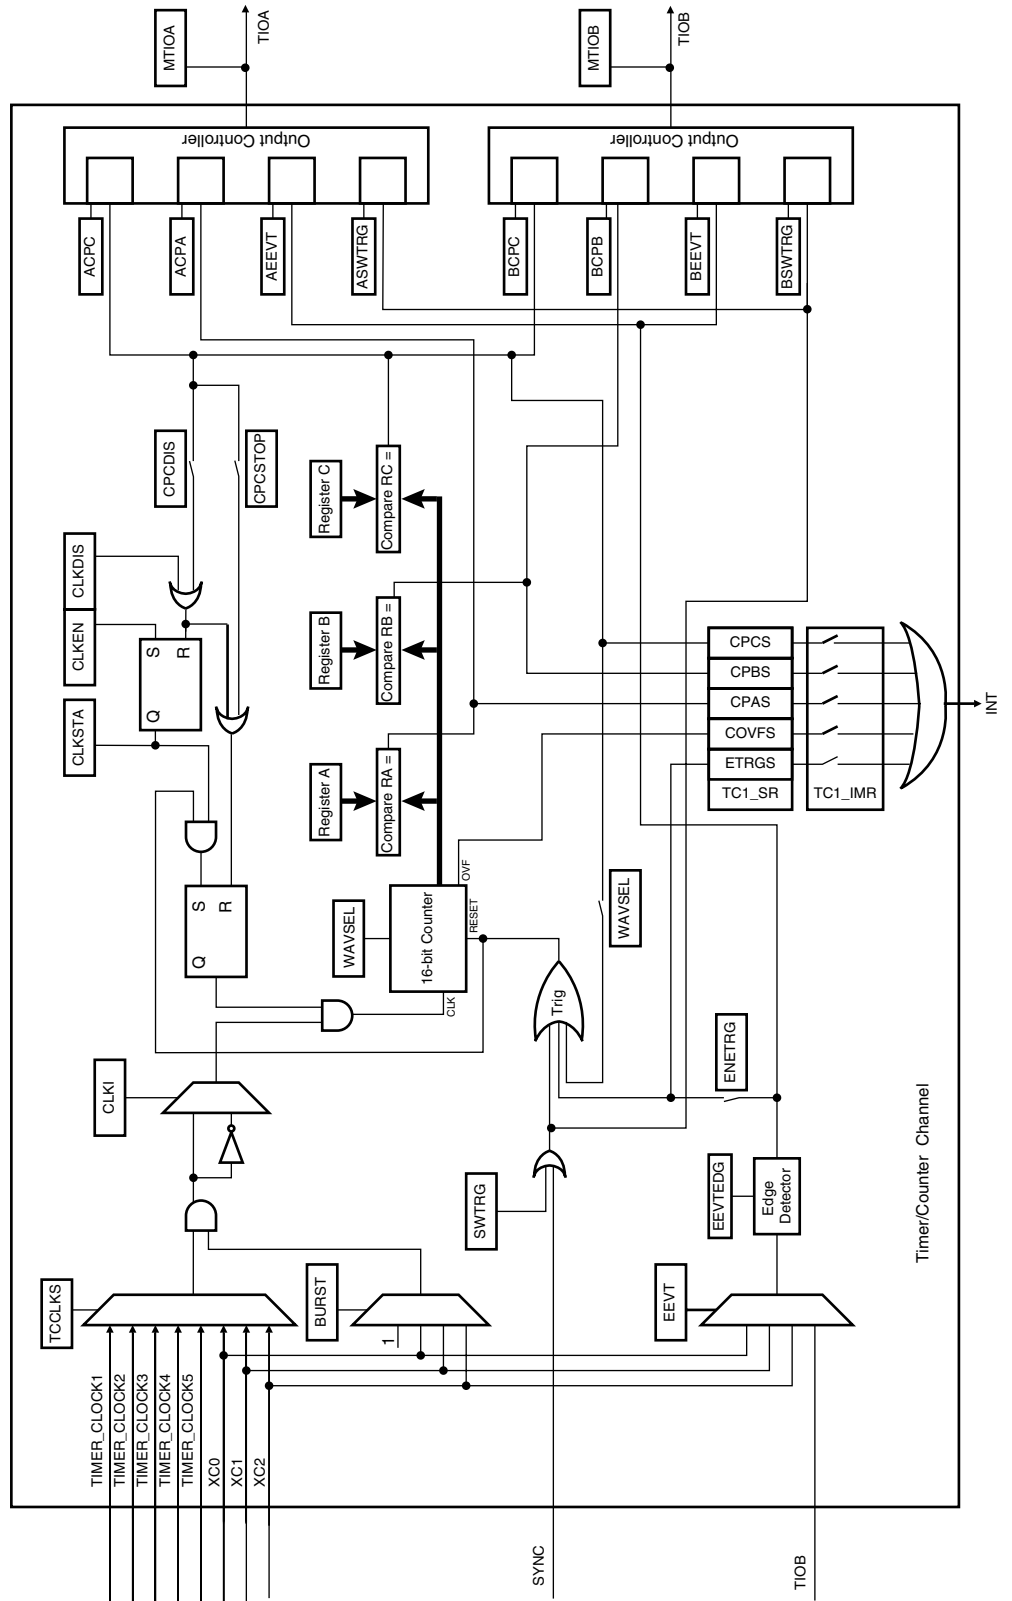 TIMER_CLOCK1
TIMER_CLOCK2
TIMER_CLOCK3
TIMER_CLOCK4
TIMER_CLOCK5
XC0
XC1
XC2
TCCLKS
CLKI
CLKSTA
CLKEN
CLKDIS
Q
S
R
Q
S
R
CPCDIS
CPCSTOP
ACPC
ACPA
AEEVT
ASWTRG
Output Controller
MTIOA
TIOA
BURST
1
WAVSEL
16-bit Counter
CLK
RESET
OVF
Register A
Register B
Register C
Compare RA =
Compare RB =
Compare RC =
BCPC
BCPB
BEEVT
BSWTRG
Output Controller
MTIOB
TIOB
SYNC
SWTRG
Trig
WAVSEL
TIOB
EEVT
EEVTEDG
Edge
Detector
ENETRG
CPCS
CPBS
CPAS
COVFS
ETRGS
TC1_SR
TC1_IMR
INT
Timer/Counter Channel